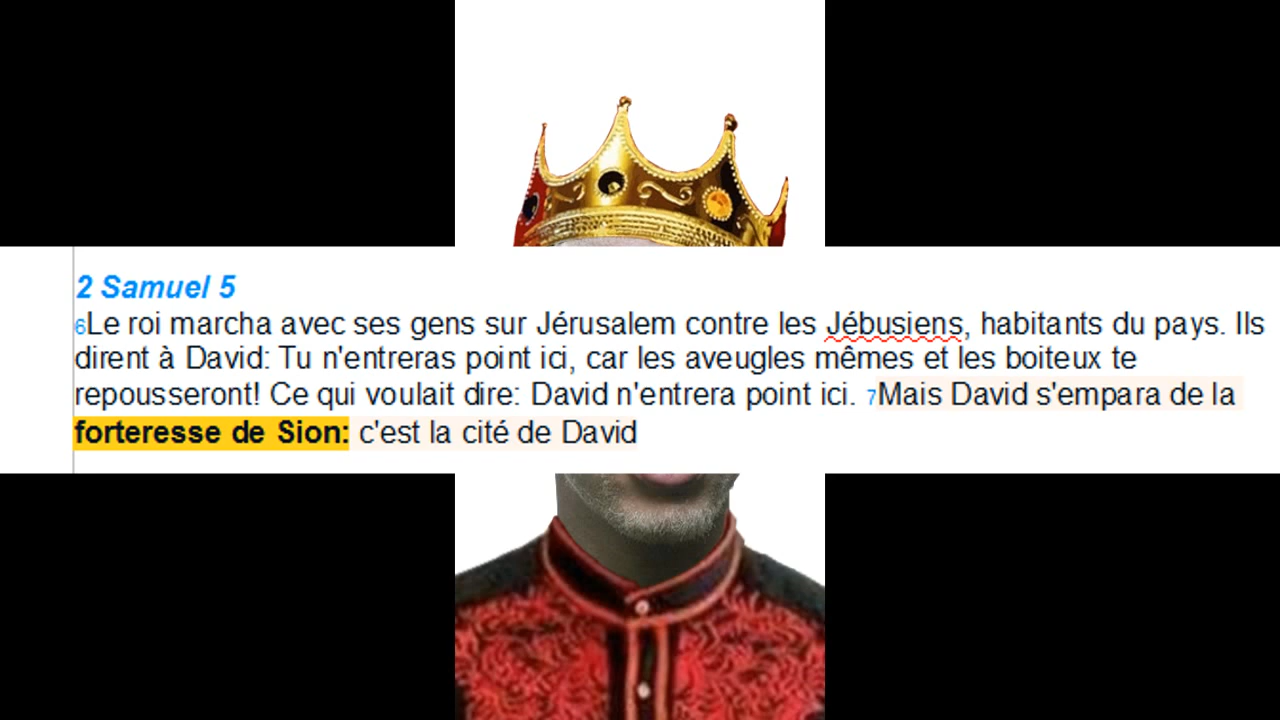 2 Samuel 5
6Le roi marcha avec ses gens sur Jérusalem contre les Jébusiens, habitants du pays. Ils
dirent à David: Tu n'entreras point ici, car les aveugles mêmes et les boiteux te
repousseront! Ce qui voulait dire: David n'entrera point ici. 7Mais David s'empara de la
forteresse de Sion: c'est la cité de David